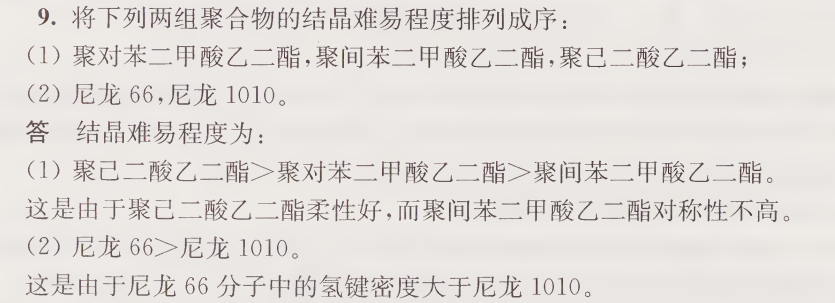 9. 将下列两组聚合物的结晶难易程度排列成序:
(1) 聚对苯二甲酸乙二酯,聚间苯二甲酸乙二酯,聚己二酸乙二酯;
(2) 尼龙 66,尼龙 1010。
答 结晶难易程度为:
(1) 聚己二酸乙二酯>聚对苯二甲酸乙二酯>聚间苯二甲酸乙二酯。
这是由于聚己二酸乙二酯柔性好,而聚间苯二甲酸乙二酯对称性不高。
(2) 尼龙 66>尼龙 1010。
这是由于尼龙 66 分子中的氢键密度大于尼龙 1010。